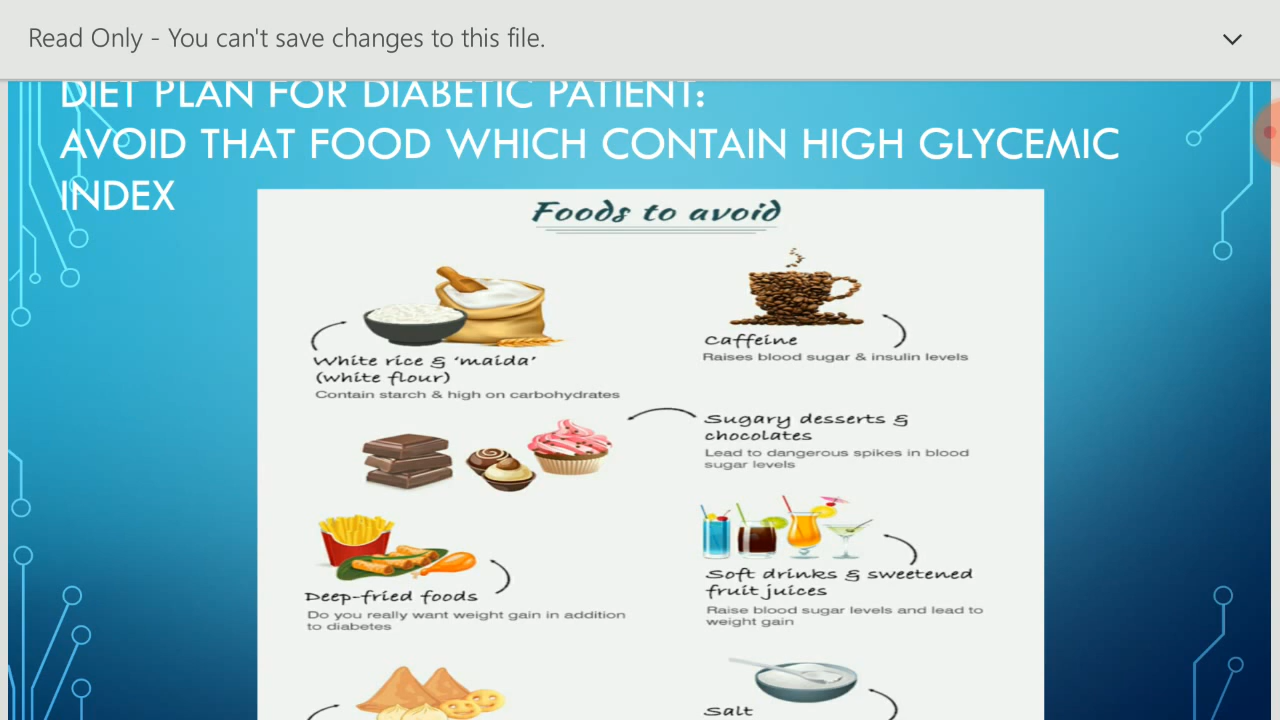 Read Only - You can't save changes to this file.
DIET PLAN FOR DIABETIC PATIENT:
AVOID THAT FOOD WHICH CONTAIN HIGH GLYCEMIC
INDEX
Foods to avoid
White rice & 'maida'
(white flour)
Contain starch & high on carbohydrates
Caffeine
Raises blood sugar & insulin levels
Sugary desserts &
chocolates
Lead to dangerous spikes in blood
sugar levels
Deep-fried foods
Do you really want weight gain in addition
to diabetes
Soft drinks & sweetened
fruit juices
Raise blood sugar levels and lead to
weight gain
Salt